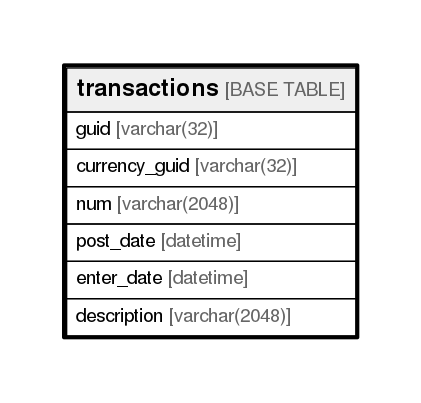 transactions [BASE TABLE]
guid [varchar(32)]
currency_guid [varchar(32)]
num [varchar(2048)]
post_date [datetime]
enter_date [datetime]
description [varchar(2048)]